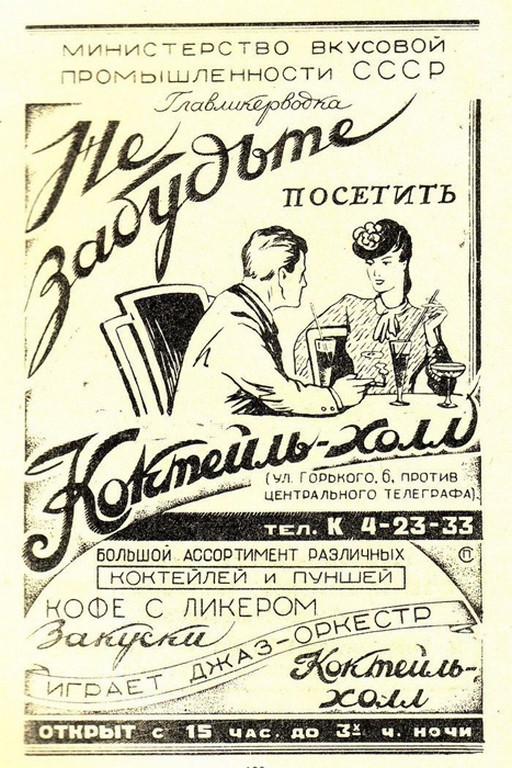 МИНИСТЕРСТВО ВКУСОВОЙ
ПРОМЫШЛЕННОСТИ СССР
Главликерводка
Не
забудьте
ПОСЕТИТЬ
Коктейль-холл
(УЛ. ГОРЬКОГО, 6, ПРОТИВ
ЦЕНТРАЛЬНОГО ТЕЛЕГРАФА).
ТЕЛ. К 4-23-33
БОЛЬШОЙ АССОРТИМЕНТ РАЗЛИЧНЫХ
КОКТЕЙЛЕЙ И ПУНШЕЙ
КОФЕ С ЛИКЕРОМ
Закуски
ИГРАЕТ ДЖАЗ-ОРКЕСТР
Коктейль-
холл
ОТКРЫТ с 15 ЧАС. ДО 3х Ч. НОЧИ